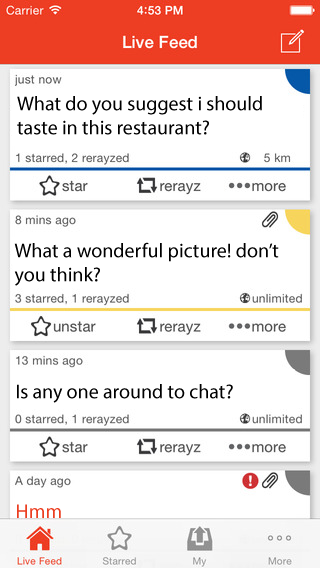 Carrier 4:53 PM
Live Feed
just now
What do you suggest i should
taste in this restaurant?
1 starred, 2 rerayzed 5 km
star rerayz more
8 mins ago
What a wonderful picture! don't
you think?
3 starred, 1 rerayzed unlimited
unstar rerayz more
13 mins ago
Is any one around to chat?
0 starred, 1 rerayzed unlimited
star rerayz more
A day ago
Hmm
Live Feed Starred My More